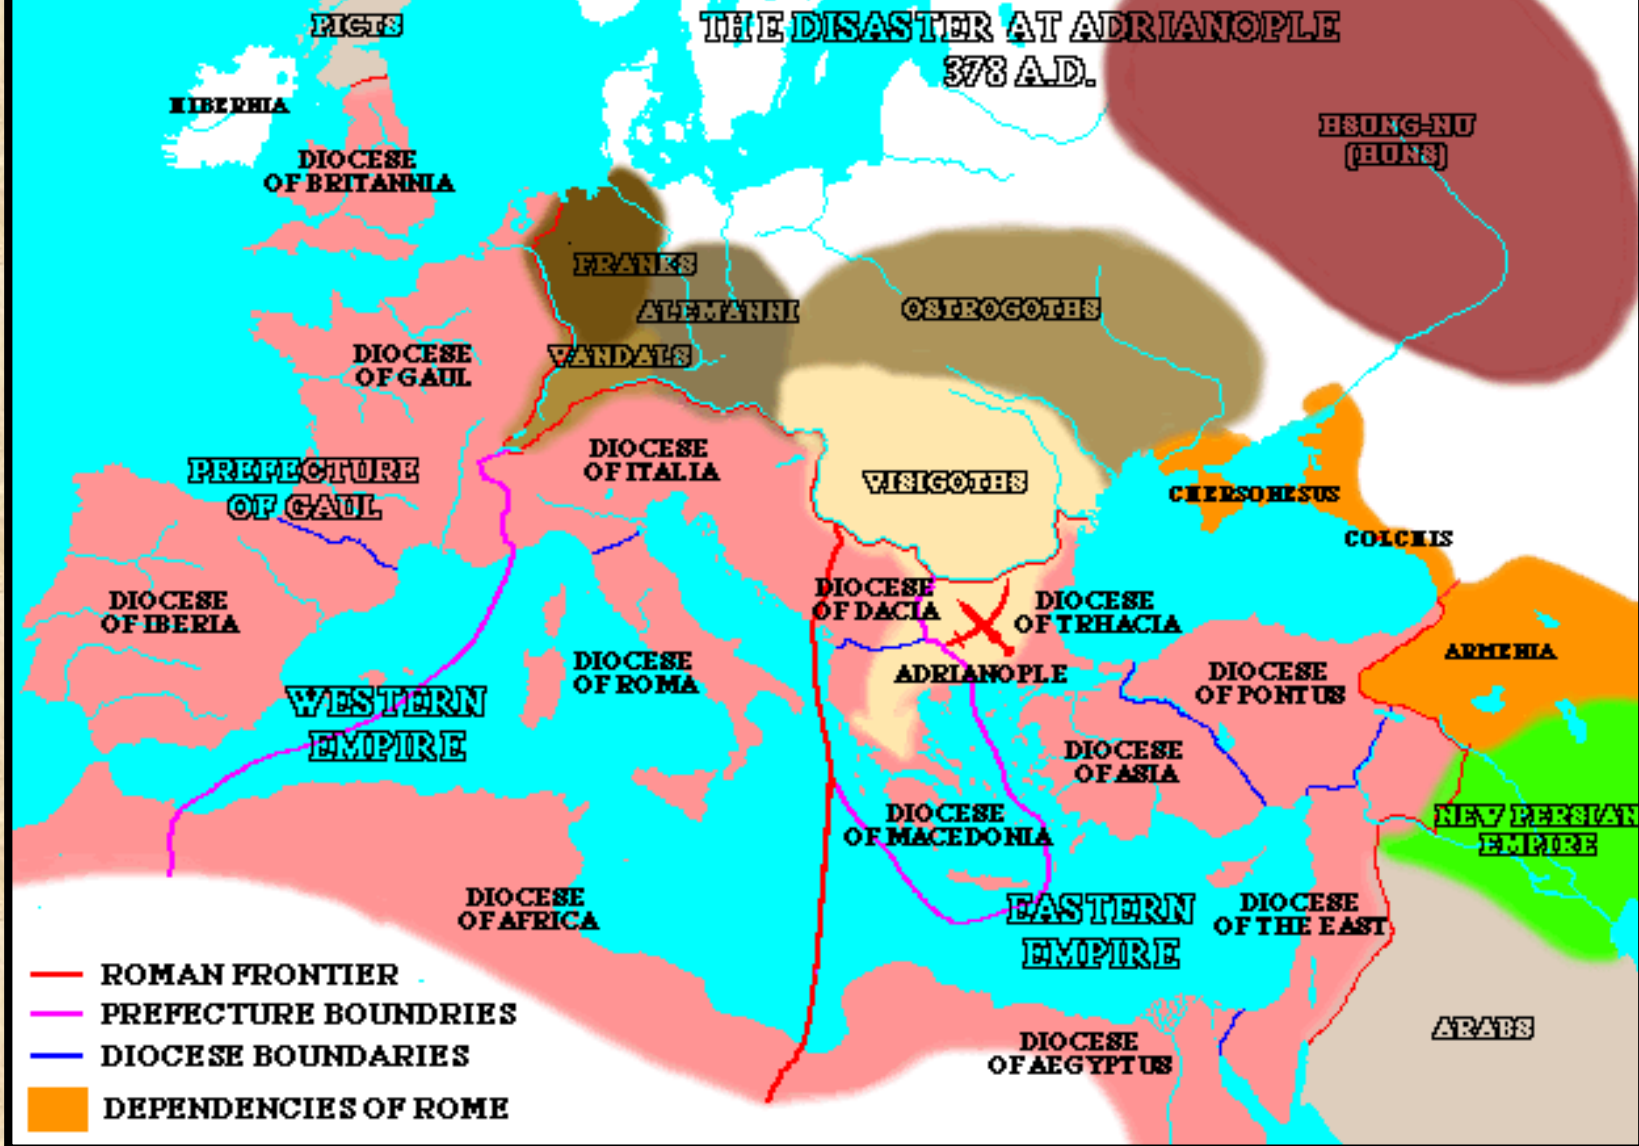 PICTS
THE DISASTER AT ADRIANOPLE
378 A.D.
HIBERNIA
HSUNG-NU
(HUNS)
DIOCESE
OF BRITANNIA
FRANKS
ALEMANNI
OSTROGOTHS
VANDALS
DIOCESE
OF GAUL
DIOCESE
OF ITALIA
PREFECTURE
OF GAUL
VISIGOTHS
CHERSONESUS
COLCHIS
DIOCESE
OF IBERIA
DIOCESE
OF DACIA
DIOCESE
OF TRHACIA
ARMENIA
DIOCESE
OF ROMA
ADRIANOPLE
DIOCESE
OF PONTUS
WESTERN
EMPIRE
DIOCESE
OF ASIA
DIOCESE
OF MACEDONIA
NEW PERSIAN
EMPIRE
DIOCESE
OF AFRICA
EASTERN
EMPIRE
DIOCESE
OF THE EAST
ROMAN FRONTIER
PREFECTURE BOUNDRIES
DIOCESE BOUNDARIES
DEPENDENCIES OF ROME
DIOCESE
OF AEGYPTUS
ARABS